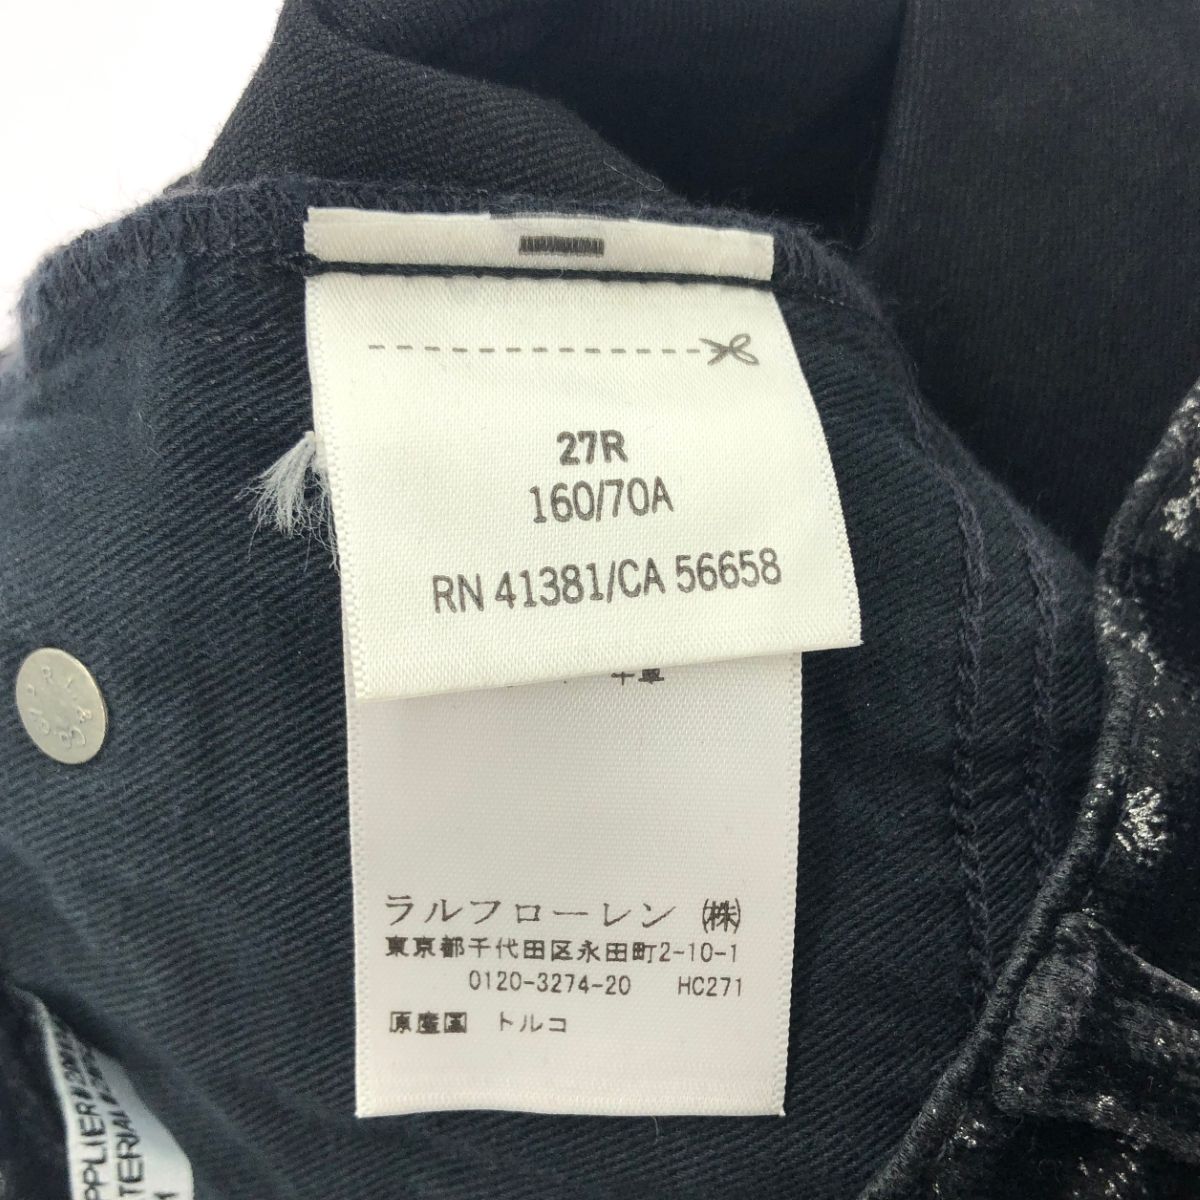 27R
160/70A
RN 41381/CA 56658
牛革
ラルフローレン ㈱
東京都千代田区永田町2-10-1
0120-3274-20 HC271
原産国 トルコ